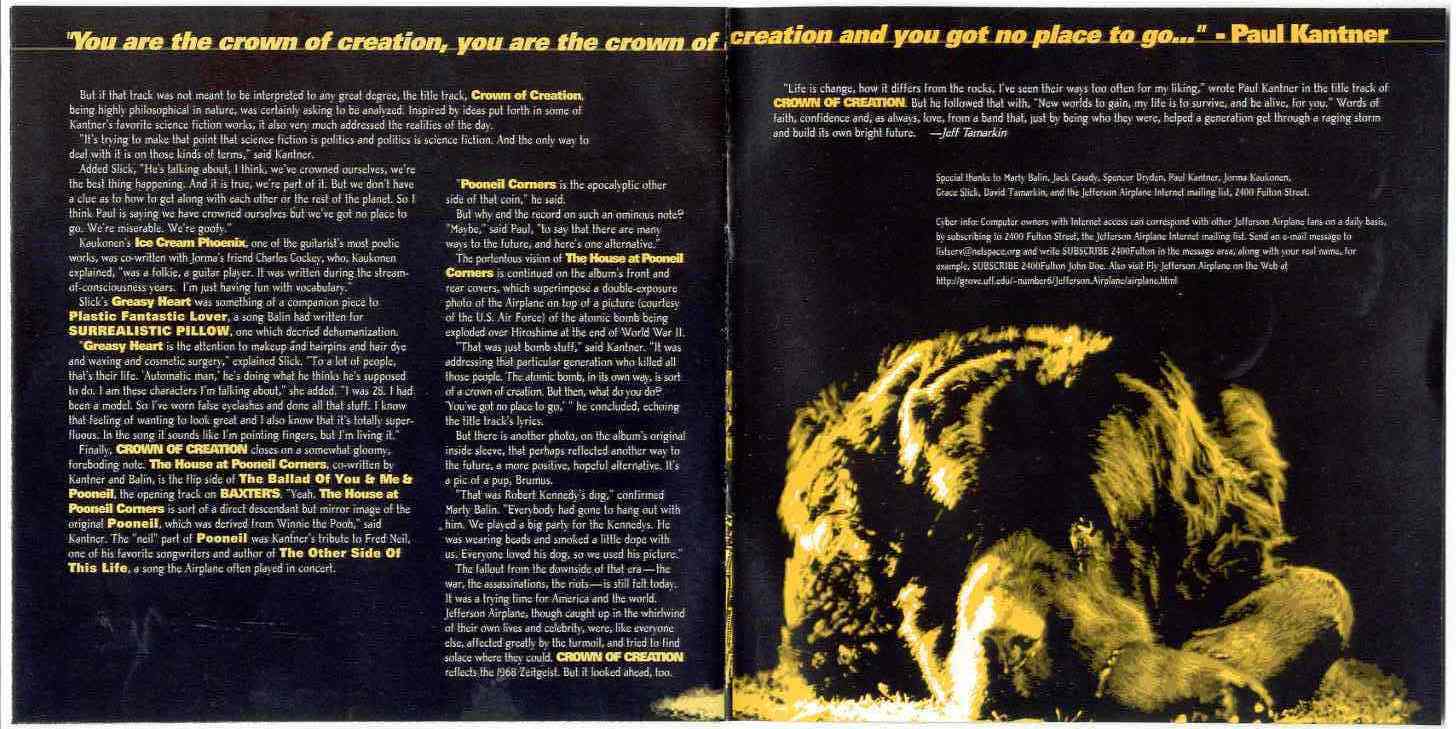 "You are the crown of creation, you are the crown of creation and you got no place to go..." - Paul Kantner
But if that track was not meant to be interpreted to any great degree, the title track, Crown of Creation,
being highly philosophical in nature, was certainly asking to be analyzed. Inspired by ideas put forth in some of
Kantner's favorite science fiction works, it also very much addressed the realities of the day.
"It's trying to make that point that science fiction is politics and politics is science fiction. And the only way to
deal with it is on those kinds of terms," said Kantner.
Added Slick, "He's talking about, I think, we've crowned ourselves, we're
the best thing happening. And it is true, we're part of it. But we don't have
a clue as to how to get along with each other or the rest of the planet. So I
think Paul is saying we have crowned ourselves but we've got no place to
go. We're miserable. We're goofy."
Kaukonen's Ice Cream Phoenix, one of the guitarist's most poetic
works, was co-written with Jorma's friend Charles Cockey, who, Kaukonen
explained, "was a folkie, a guitar player. It was written during the stream-
of-consciousness years. I'm just having fun with vocabulary."
Slick's Greasy Heart was something of a companion piece to
Plastic Fantastic Lover, a song Balin had written for
SURREALISTIC PILLOW, one which decried dehumanization.
"Greasy Heart is the attention to makeup and hairpins and hair dye
and waxing and cosmetic surgery," explained Slick. "To a lot of people,
that's their life. 'Automatic man,' he's doing what he thinks he's supposed
to do. I am these characters I'm talking about," she added. "I was 28. I had
been a model. So I've worn false eyelashes and done all that stuff. I know
that feeling of wanting to look great and I also know that it's totally super-
fluous. In the song it sounds like I'm pointing fingers, but I'm living it."
Finally, CROWN OF CREATION closes on a somewhat gloomy,
foreboding note. The House at Pooneil Corners, co-written by
Kantner and Balin, is the flip side of The Ballad Of You & Me &
Pooneil, the opening track on BAXTER'S. "Yeah. The House at
Pooneil Corners is sort of a direct descendant but mirror image of the
original Pooneil, which was derived from Winnie the Pooh," said
Kantner. The "neil" part of Pooneil was Kantner's tribute to Fred Neil,
one of his favorite songwriters and author of The Other Side Of
This Life, a song the Airplane often played in concert.
"Pooneil Corners is the apocalyptic other
side of that coin," he said.
But why end the record on such an ominous note?
"Maybe," said Paul, "to say that there are many
ways to the future, and here's one alternative."
The portentous vision of The House at Pooneil
Corners is continued on the album's front and
rear covers, which superimpose a double-exposure
photo of the Airplane on top of a picture (courtesy
of the U.S. Air Force) of the atomic bomb being
exploded over Hiroshima at the end of World War II.
"That was just bomb stuff," said Kantner. "It was
addressing that particular generation who killed all
those people. The atomic bomb, in its own way, is sort
of a crown of creation. But then, what do you do?
'You've got no place to go,' " he concluded, echoing
the title track's lyrics.
But there is another photo, on the album's original
inside sleeve, that perhaps reflected another way to
the future, a more positive, hopeful alternative. It's
a pic of a pup, Brumus.
"That was Robert Kennedy's dog," confirmed
Marty Balin. "Everybody had gone to hang out with
him. We played a big party for the Kennedys. He
was wearing beads and smoked a little dope with
us. Everyone loved his dog, so we used his picture."
The fallout from the downside of that era—the
war, the assassinations, the riots—is still felt today.
It was a trying time for America and the world.
Jefferson Airplane, though caught up in the whirlwind
of their own lives and celebrity, were, like everyone
else, affected greatly by the turmoil, and tried to find
solace where they could. CROWN OF CREATION
reflects the 1968 Zeitgeist. But it looked ahead, too.
"Life is change, how it differs from the rocks, I've seen their ways too often for my liking," wrote Paul Kantner in the title track of
CROWN OF CREATION. But he followed that with, "New worlds to gain, my life is to survive, and be alive, for you." Words of
faith, confidence and, as always, love, from a band that, just by being who they were, helped a generation get through a raging storm
and build its own bright future. —Jeff Tamarkin
Special thanks to Marty Balin, Jack Casady, Spencer Dryden, Paul Kantner, Jorma Kaukonen,
Grace Slick, David Tamarkin, and the Jefferson Airplane Internet mailing list, 2400 Fulton Street.
Cyber info: Computer owners with Internet access can correspond with other Jefferson Airplane fans on a daily basis,
by subscribing to 2400 Fulton Street, the Jefferson Airplane Internet mailing list. Send an e-mail message to
listserv@netspace.org and write SUBSCRIBE 2400Fulton in the message area, along with your real name, for
example, SUBSCRIBE 2400Fulton John Doe. Also visit Fly Jefferson Airplane on the Web at
http://grove.ufl.edu/~number6/Jefferson.Airplane/airplane.html